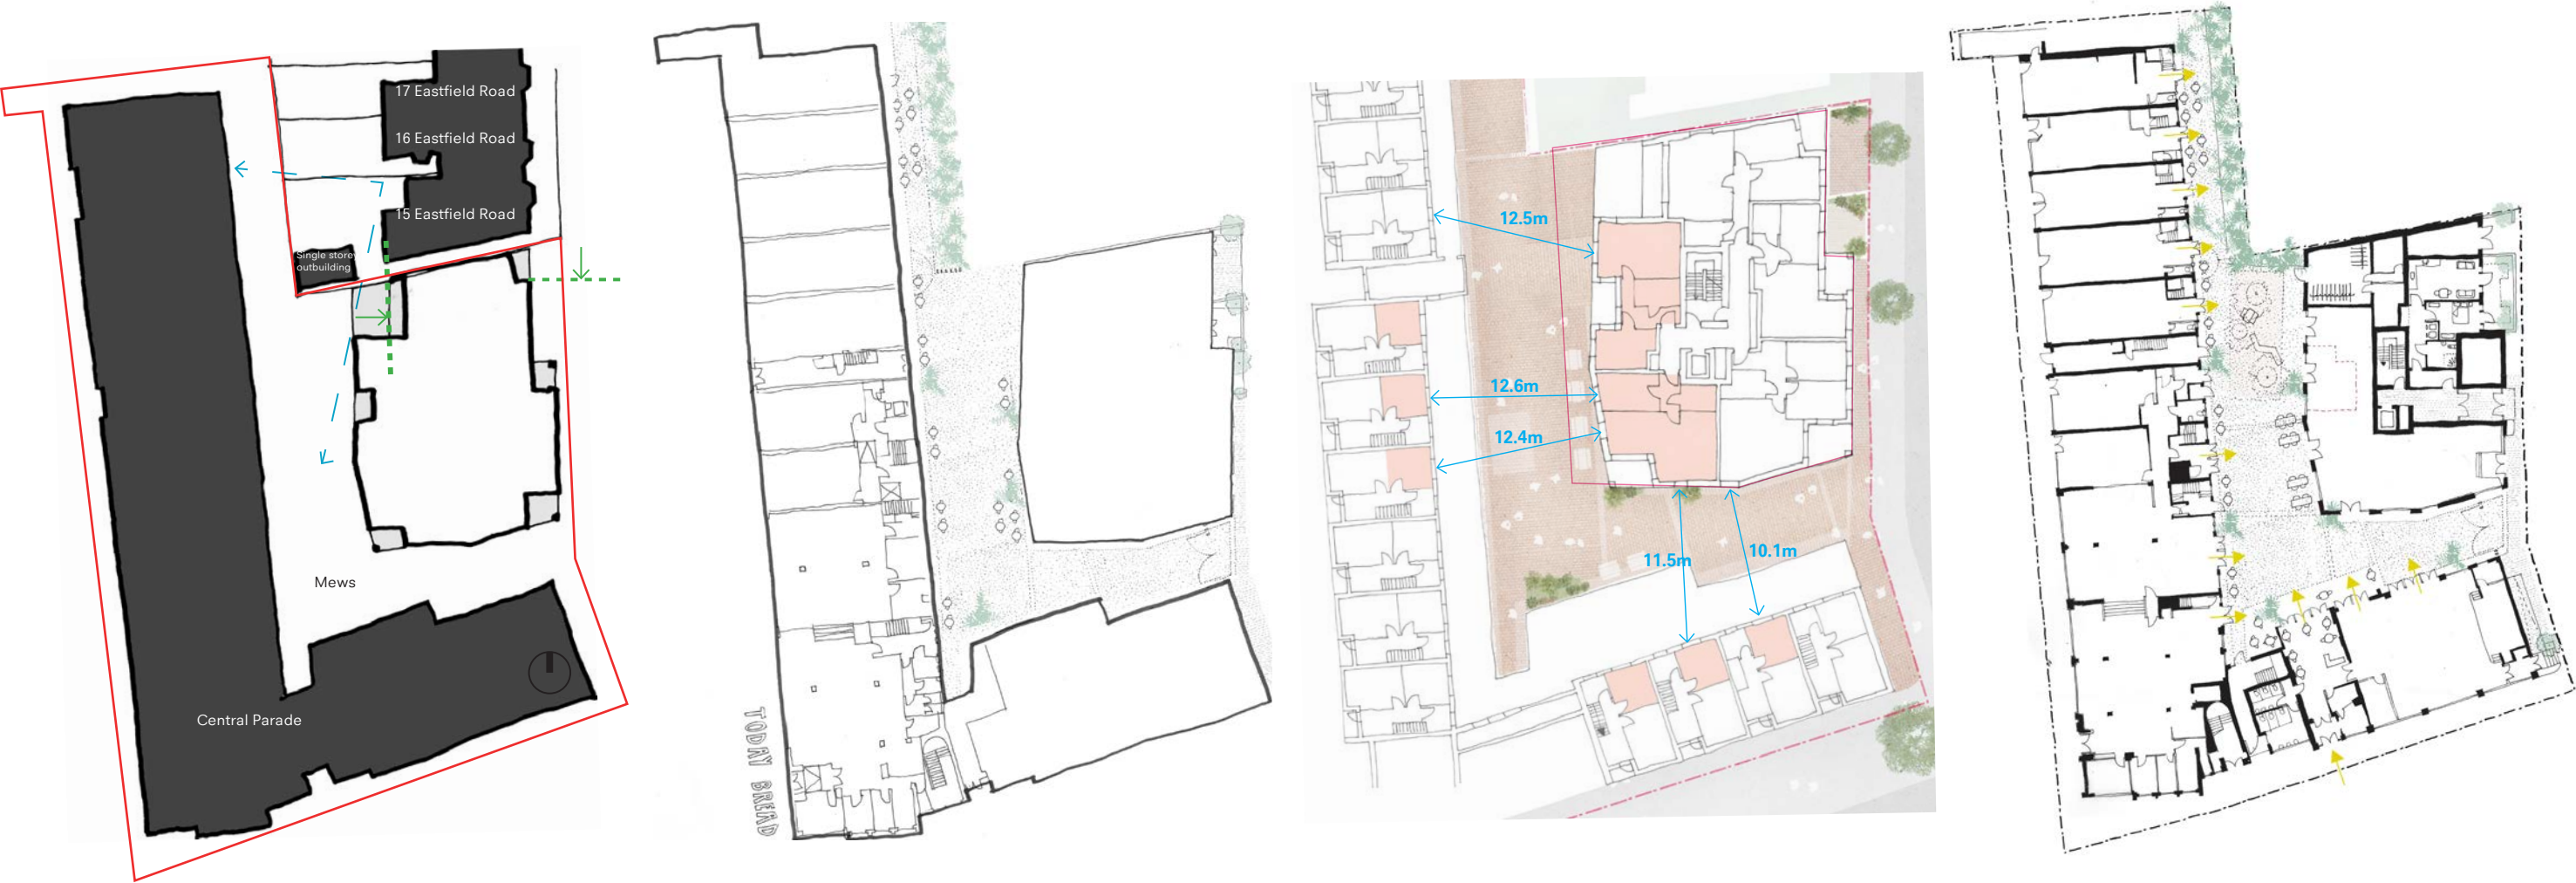 17 Eastfield Road
16 Eastfield Road
15 Eastfield Road
Single storey
outbuilding
Mews
Central Parade
TODAY BREAD
12.5m
12.6m
12.4m
11.5m
10.1m